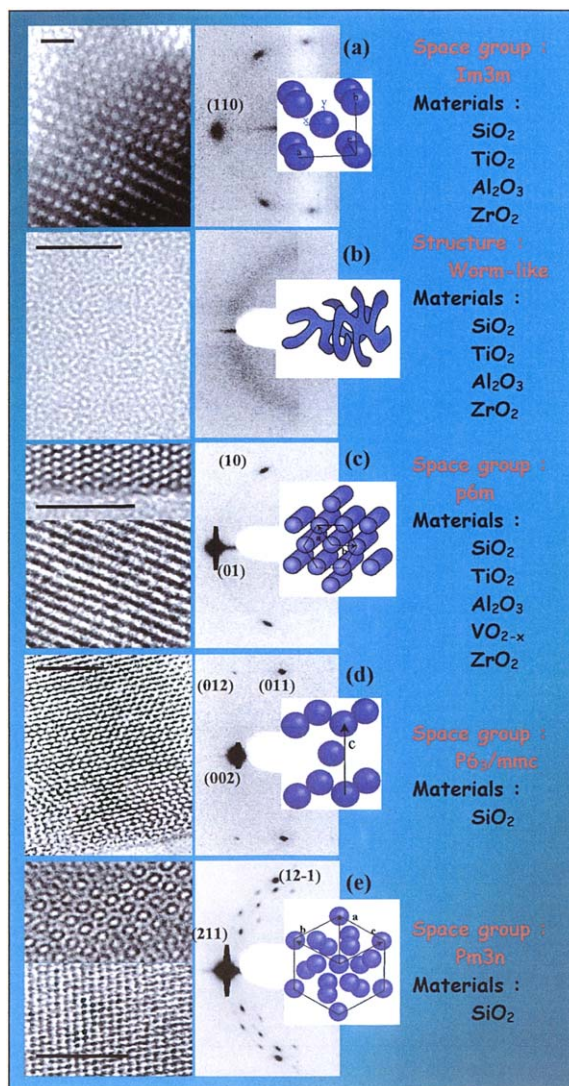 (a)
Space group :
Im3m
Materials :
SiO₂
TiO₂
Al₂O₃
ZrO₂
(110)
(b)
Structure :
Worm-like
Materials :
SiO₂
TiO₂
Al₂O₃
ZrO₂
(c)
Space group :
p6m
Materials :
SiO₂
TiO₂
Al₂O₃
VO₂₋ₓ
ZrO₂
(10)
(01)
(d)
Space group :
P6₃/mmc
Materials :
SiO₂
(012) (011)
(002)
C
(e)
Space group :
Pm3n
Materials :
SiO₂
(12-1)
(211)
a
b
c